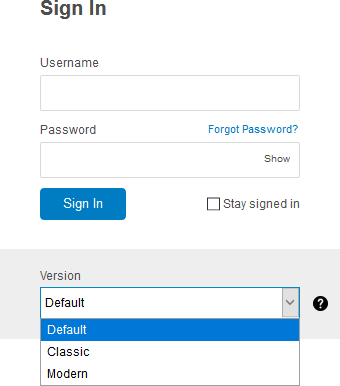 Sign In
Username
Password Forgot Password?
Show
Sign In Stay signed in
Version
Default
Default
Classic
Modern